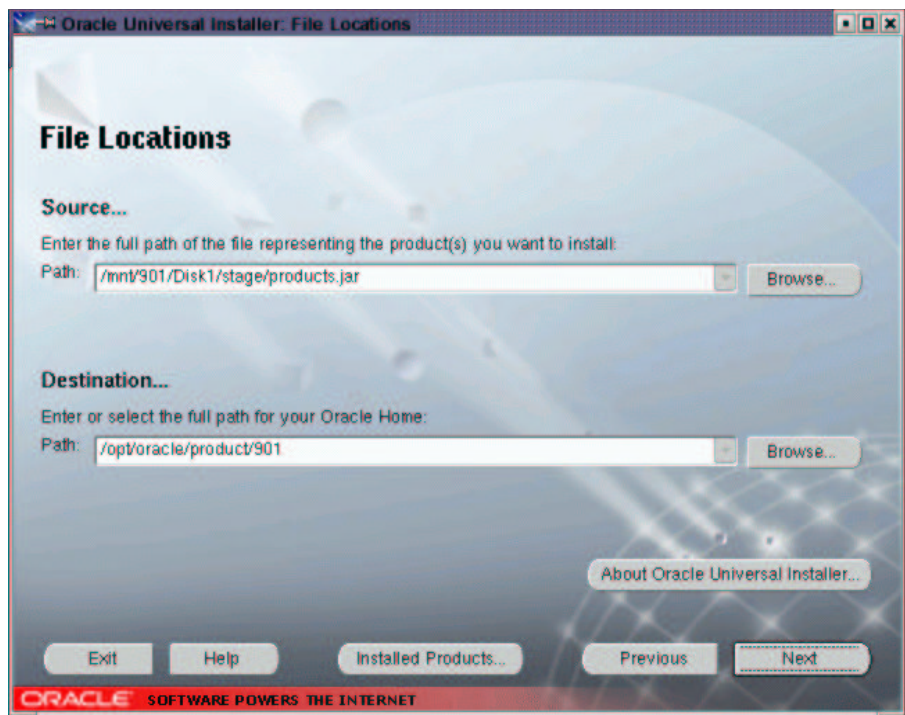 Oracle Universal Installer: File Locations
File Locations
Source...
Enter the full path of the file representing the product(s) you want to install:
Path: /mnt/901/Disk1/stage/products.jar Browse...
Destination...
Enter or select the full path for your Oracle Home:
Path: /opt/oracle/product/901 Browse...
About Oracle Universal Installer...
Exit Help Installed Products... Previous Next
ORACLE SOFTWARE POWERS THE INTERNET